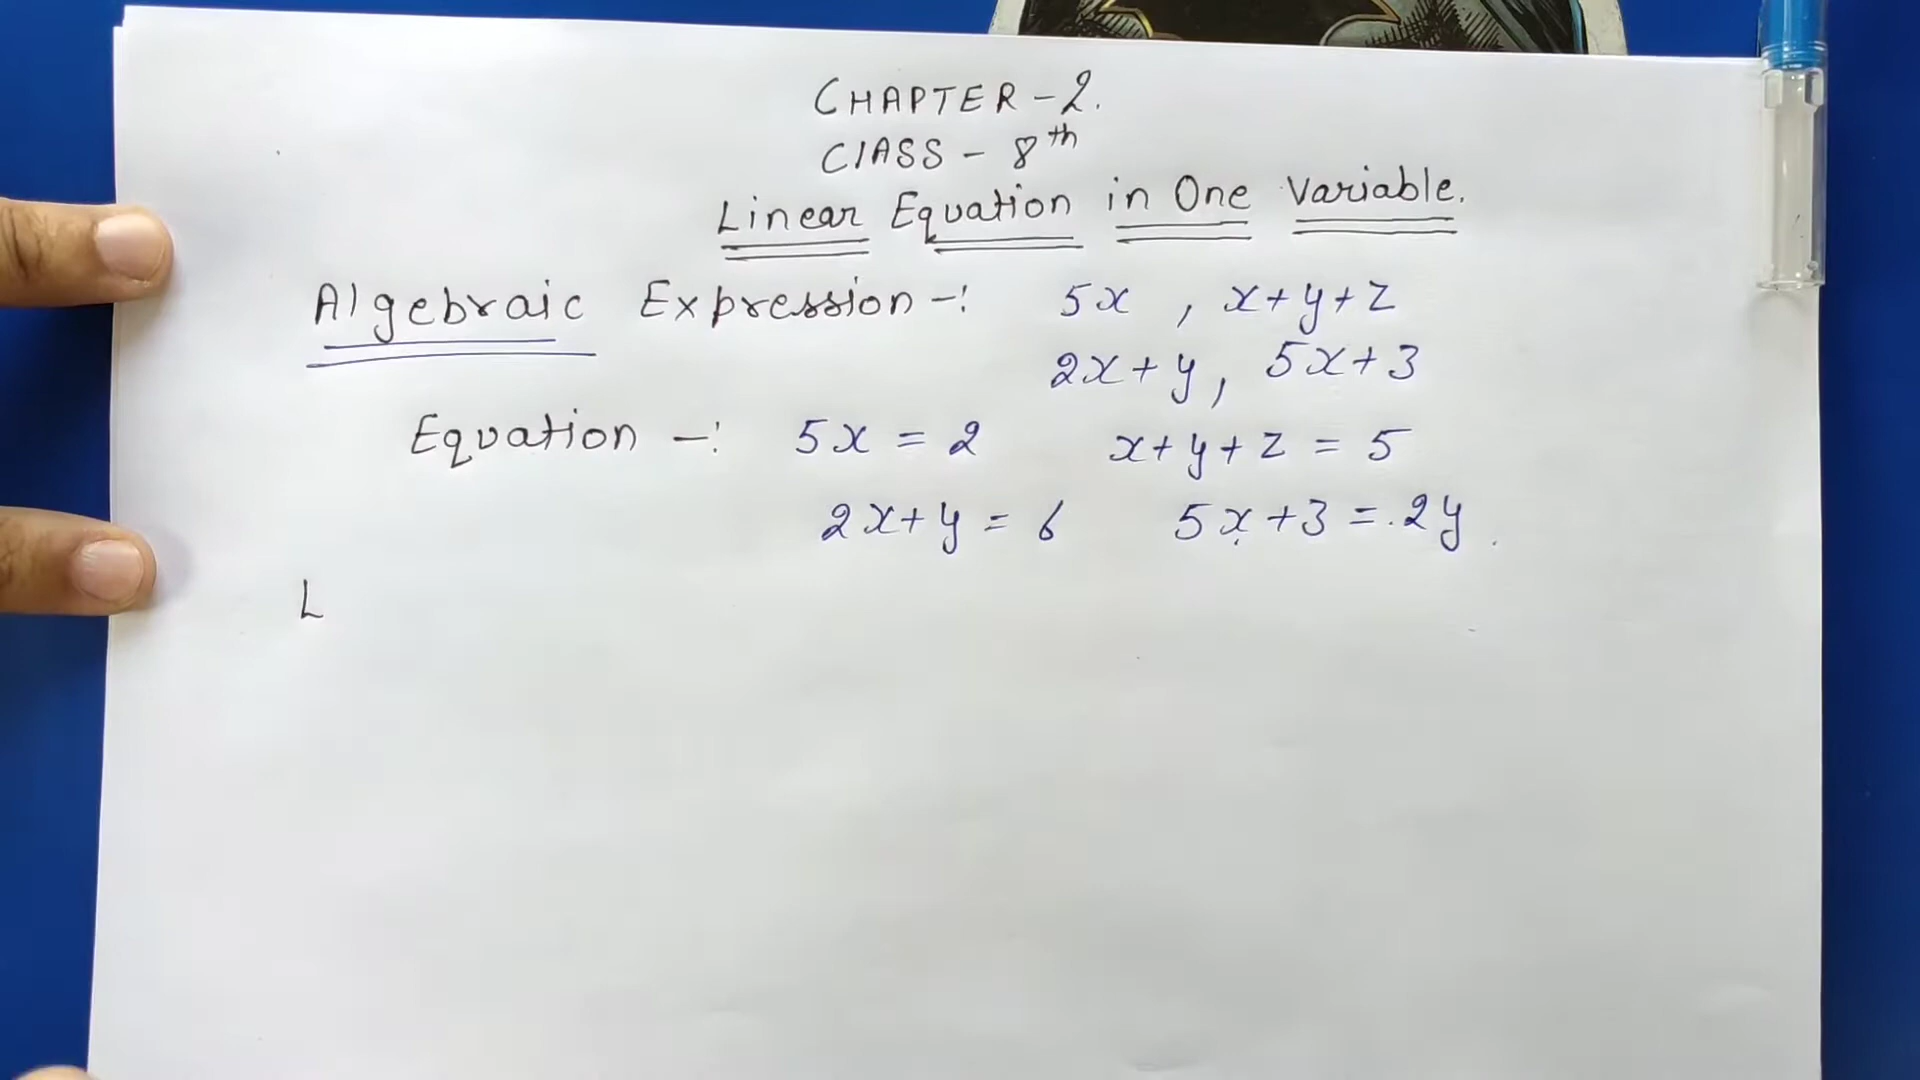 CHAPTER - 2.
ClASS - 8th
Linear Equation in One Variable.
Algebraic Expression -: 5x , x+y+z
2x+y, 5x+3
Equation -: 5x = 2 x+y+z = 5
2x+y = 6 5x+3 = 2y.
L